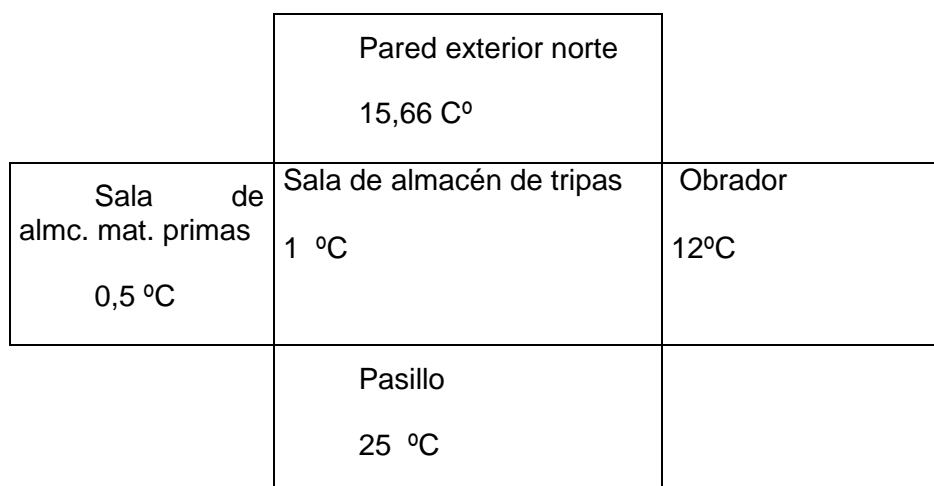 Pared exterior norte
15,66 Cº
Sala de
almc. mat. primas
0,5 ºC
Sala de almacén de tripas
1 ºC
Obrador
12ºC
Pasillo
25 ºC